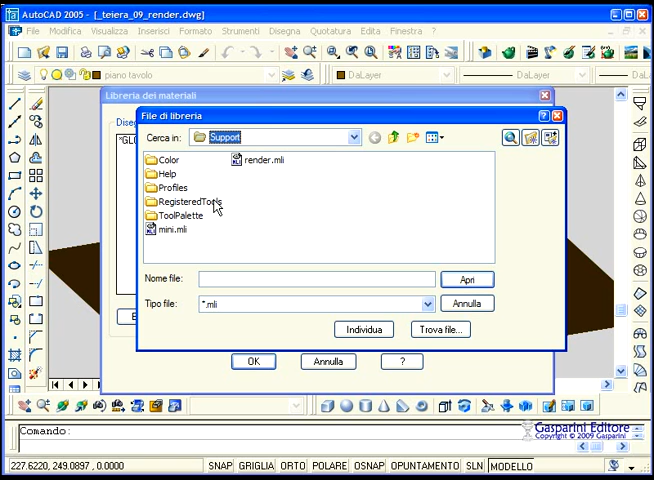 AutoCAD 2005 - [_teiera_09_render.dwg]
File Modifica Visualizza Inserisci Formato Strumenti Disegna Quotatura Edita Finestra ?
piano tavolo DaLayer DaLayer DaLa
Libreria dei materiali
File di libreria
Diseg
Cerca in: Support
*GLO
Color render.mli
Help
Profiles
RegisteredTools
ToolPalette
mini.mli
Nome file: Apri
Tipo file: *.mli Annulla
Individua Trova file...
OK Annulla ?
Comando:
Gasparini Editore
Copyright © 2009 Gasparini
227.6220, 249.0897, 0.0000 SNAP GRIGLIA ORTO POLARE OSNAP OPUNTAMENTO SLN MODELLO